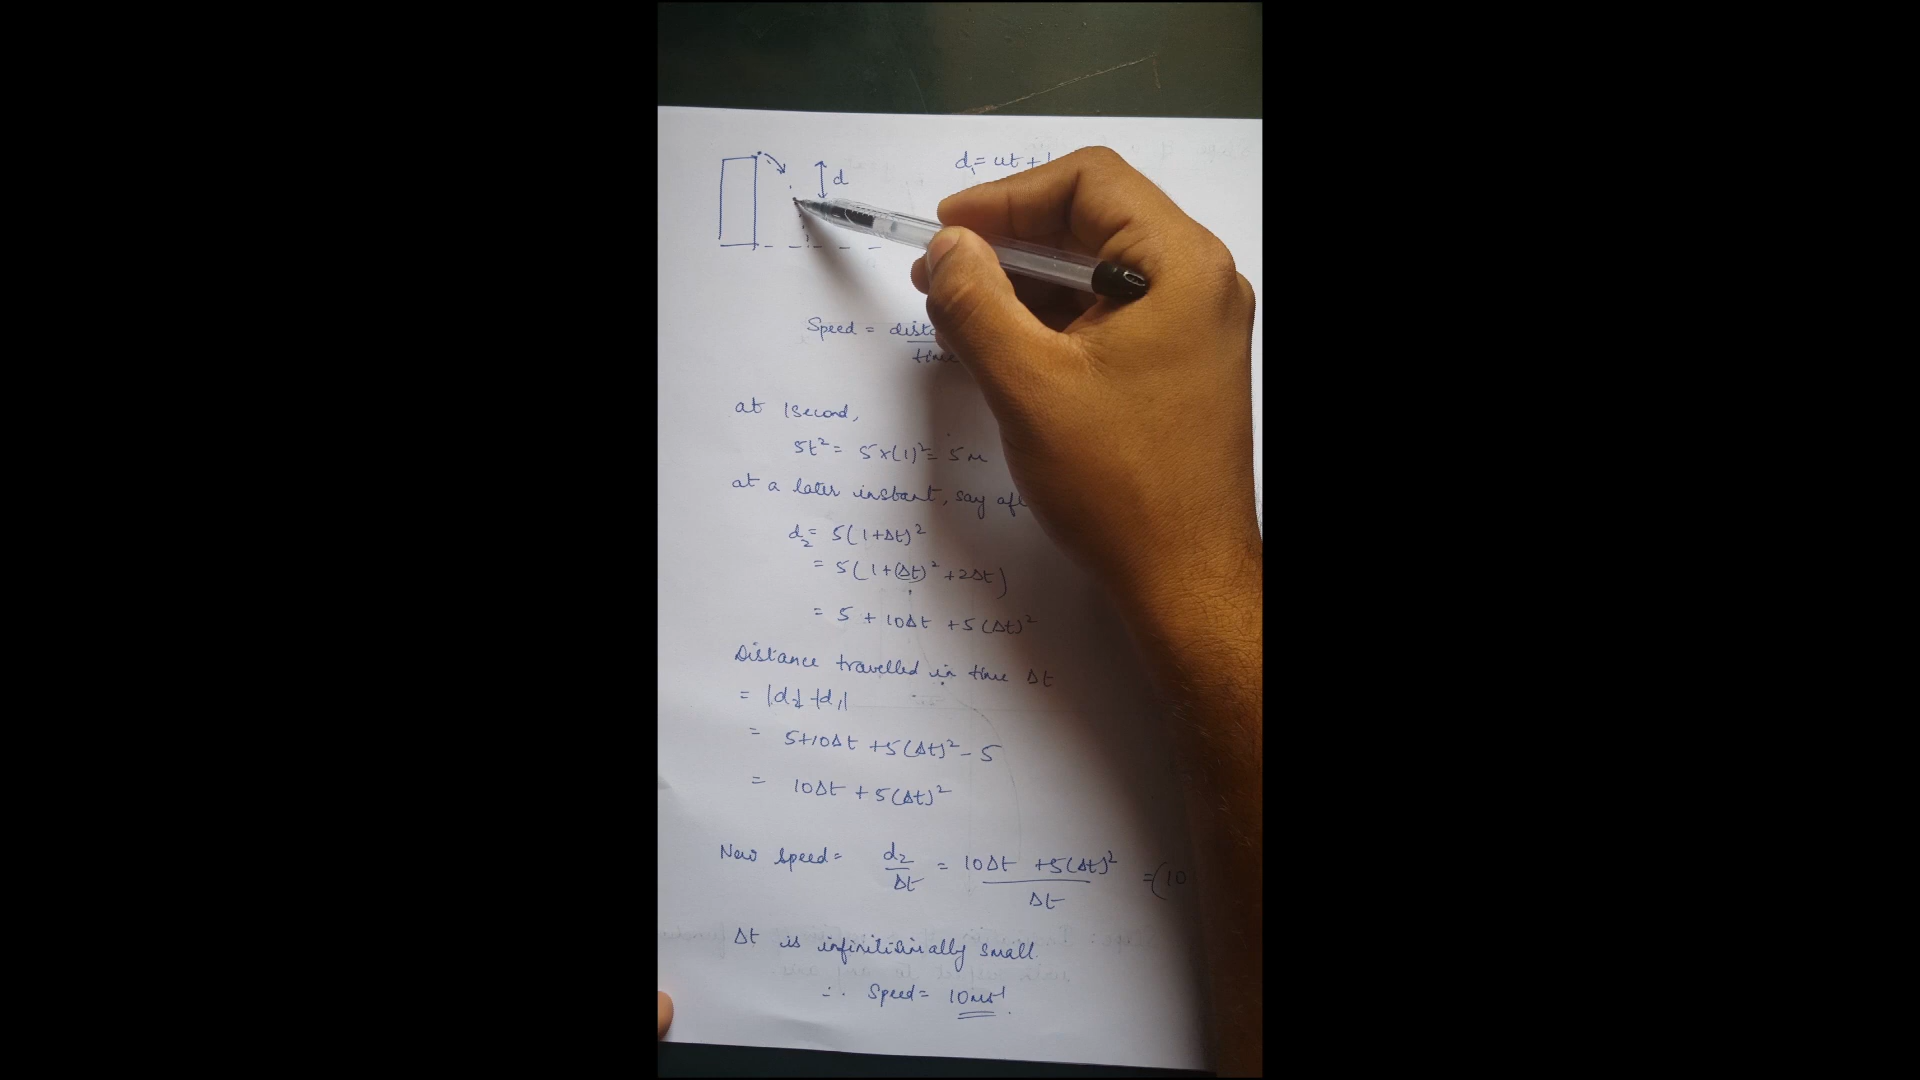 d
d₁= ut +
Speed =
at 1second,
5t² = 5×(1)² = 5m
at a later instant, say
d₂ = 5(1+Δt)²
= 5(1+(Δt)² +2Δt)
= 5 + 10Δt +5(Δt)²
Distance travelled in time Δt
= |d₂| - |d₁|
= 5+10Δt +5(Δt)² - 5
= 10Δt + 5(Δt)²
New speed = d₂/Δt = 10Δt +5(Δt)²/Δt = (10
Δt is infinitisimally small.
∴ Speed = 10ms⁻¹.